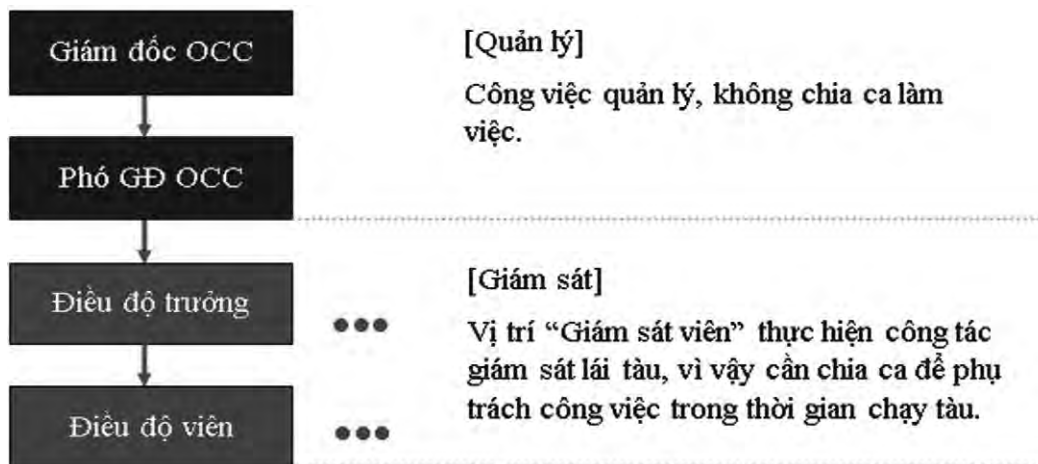 Giám đốc OCC
Phó GĐ OCC
[Quản lý]
Công việc quản lý, không chia ca làm
việc.
Điều độ trưởng
Điều độ viên
[Giám sát]
Vị trí “Giám sát viên” thực hiện công tác
giám sát lái tàu, vì vậy cần chia ca để phụ
trách công việc trong thời gian chạy tàu.